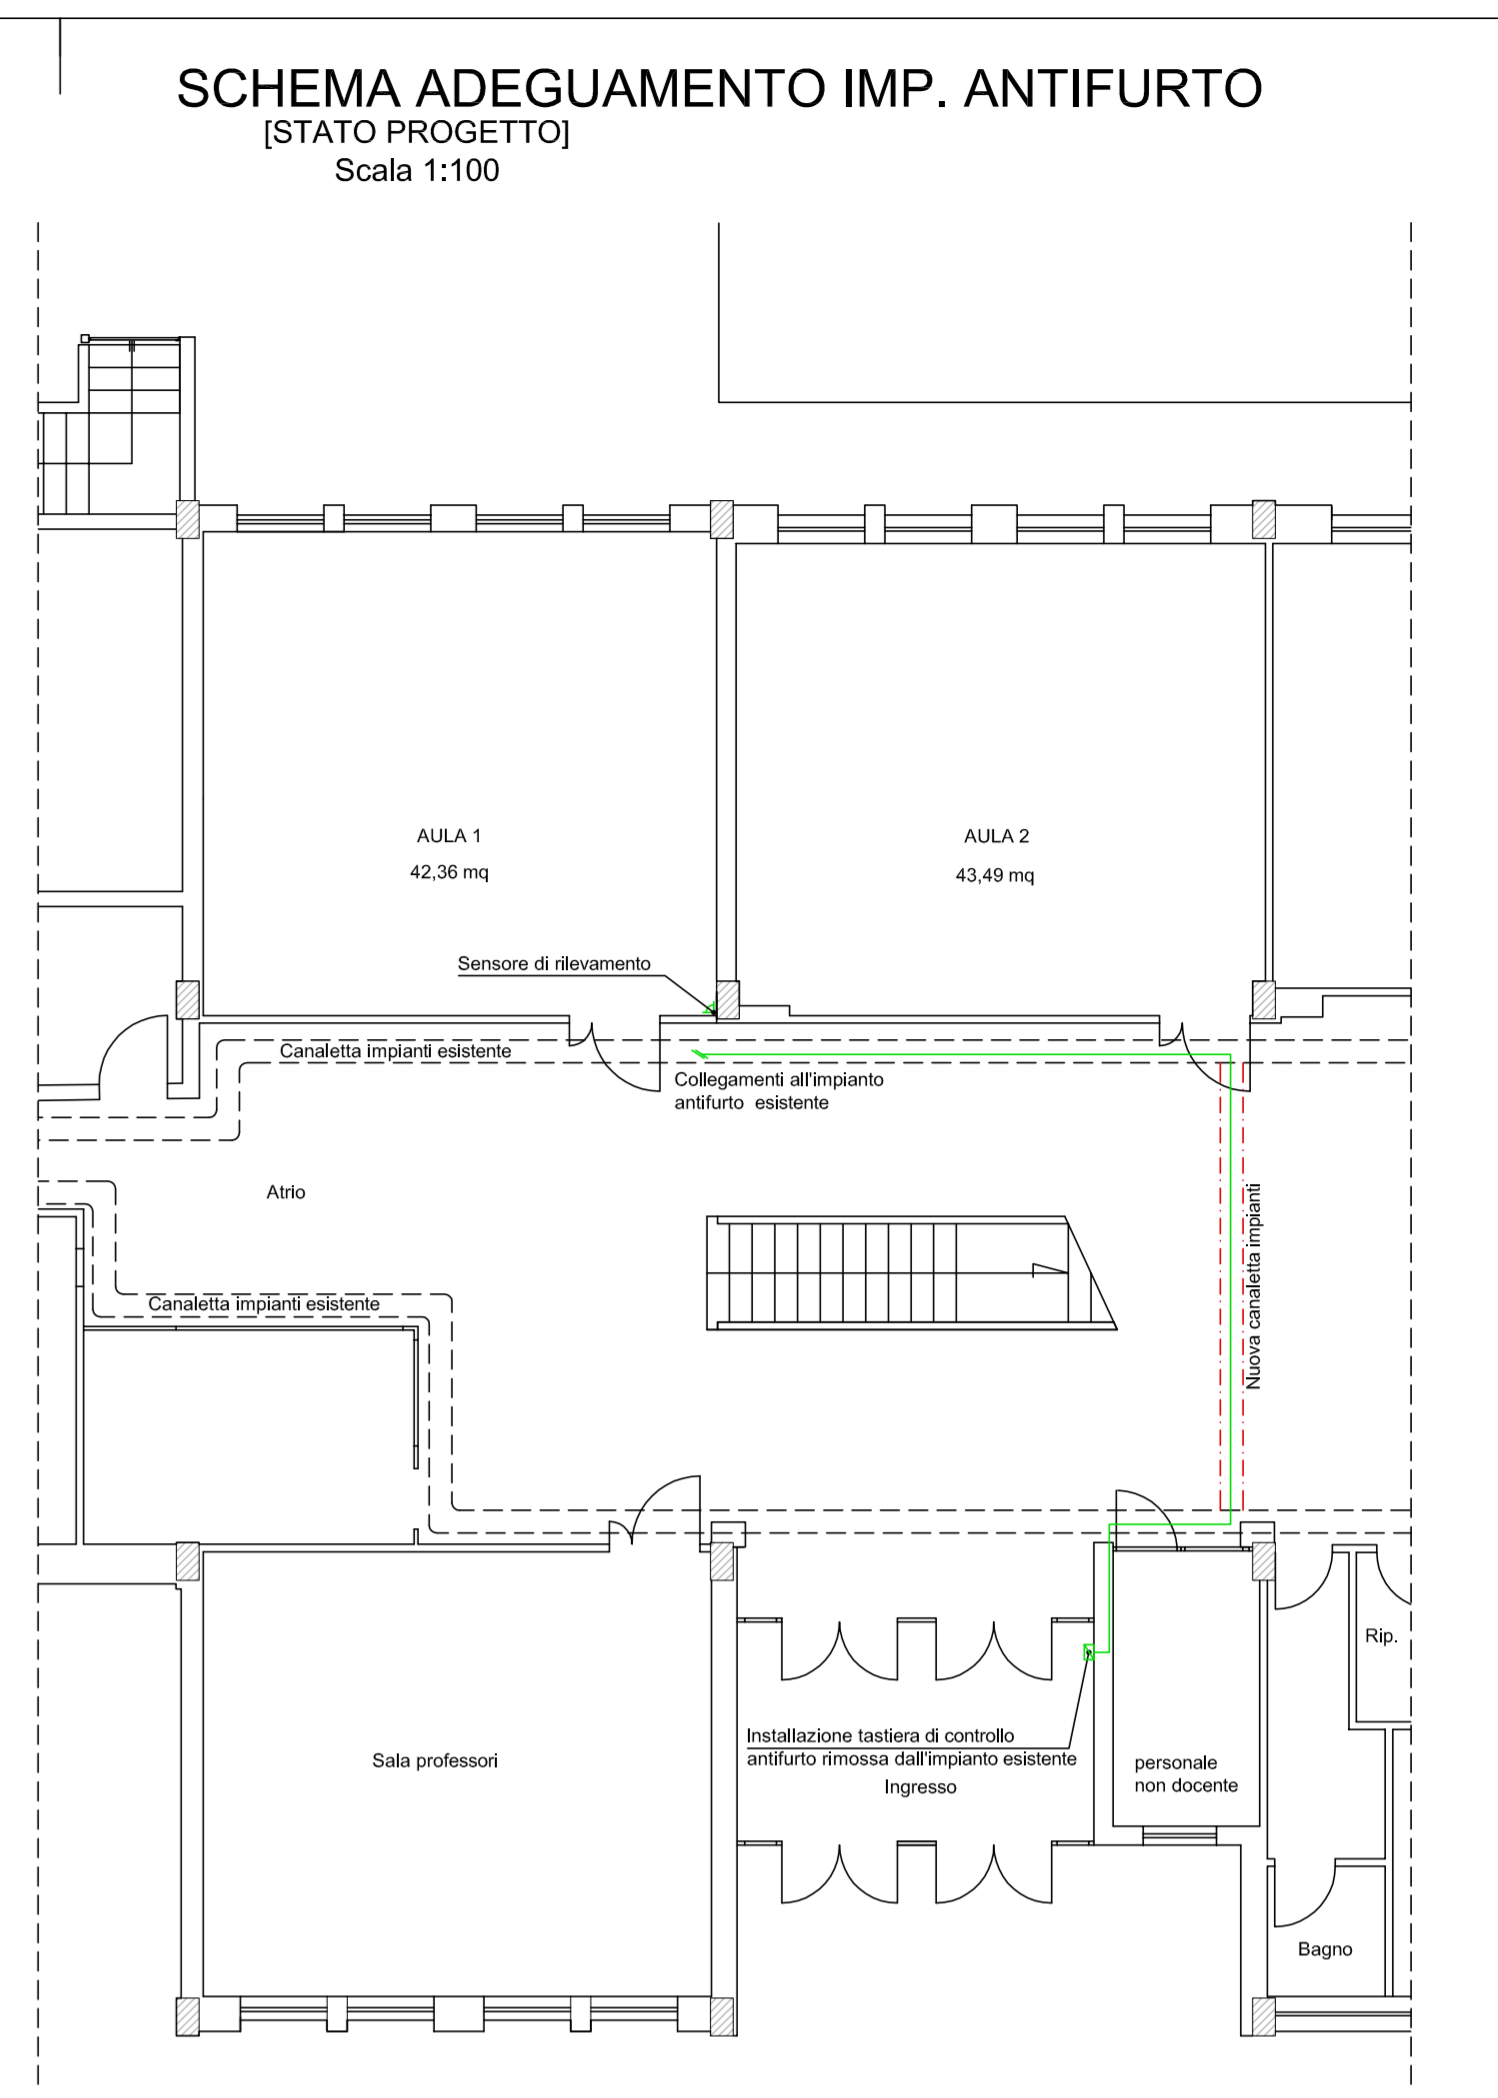 SCHEMA ADEGUAMENTO IMP. ANTIFURTO
[STATO PROGETTO]
Scala 1:100
AULA 1
42,36 mq
AULA 2
43,49 mq
Sensore di rilevamento
Canaletta impianti esistente
Collegamenti all'impianto
antifurto esistente
Atrio
Nuova canaletta impianti
Canaletta impianti esistente
Rip.
Installazione tastiera di controllo
antifurto rimossa dall'impianto esistente
Ingresso
Sala professori
personale
non docente
Bagno